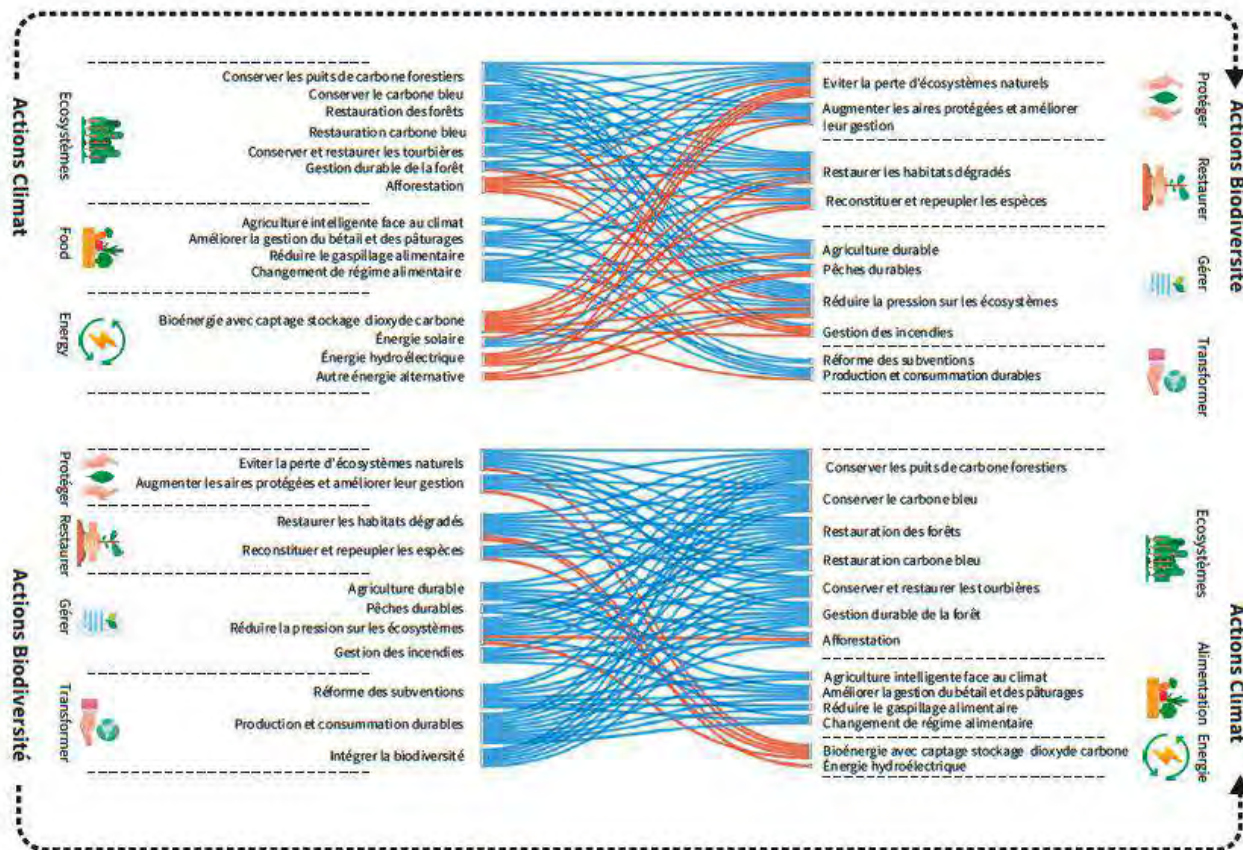 Actions Climat
Ecosystèmes
Conserver les puits de carbone forestiers
Conserver le carbone bleu
Restauration des forêts
Restauration carbone bleu
Conserver et restaurer les tourbières
Gestion durable de la forêt
Afforestation
Food
Agriculture intelligente face au climat
Améliorer la gestion du bétail et des pâturages
Réduire le gaspillage alimentaire
Changement de régime alimentaire
Energy
Bioénergie avec captage stockage dioxyde carbone
Énergie solaire
Énergie hydroélectrique
Autre énergie alternative
Actions Biodiversité
Protéger
Eviter la perte d'écosystèmes naturels
Augmenter les aires protégées et améliorer
leur gestion
Restaurer
Restaurer les habitats dégradés
Reconstituer et repeupler les espèces
Gérer
Agriculture durable
Pêches durables
Réduire la pression sur les écosystèmes
Gestion des incendies
Transformer
Réforme des subventions
Production et consummation durables
Actions Biodiversité
Protéger
Eviter la perte d'écosystèmes naturels
Augmenter les aires protégées et améliorer leur gestion
Restaurer
Restaurer les habitats dégradés
Reconstituer et repeupler les espèces
Gérer
Agriculture durable
Pêches durables
Réduire la pression sur les écosystèmes
Gestion des incendies
Transformer
Réforme des subventions
Production et consummation durables
Intégrer la biodiversité
Actions Climat
Ecosystèmes
Conserver les puits de carbone forestiers
Conserver le carbone bleu
Restauration des forêts
Restauration carbone bleu
Conserver et restaurer les tourbières
Gestion durable de la forêt
Afforestation
Alimentation
Agriculture intelligente face au climat
Améliorer la gestion du bétail et des pâturages
Réduire le gaspillage alimentaire
Changement de régime alimentaire
Energie
Bioénergie avec captage stockage dioxyde carbone
Énergie hydroélectrique